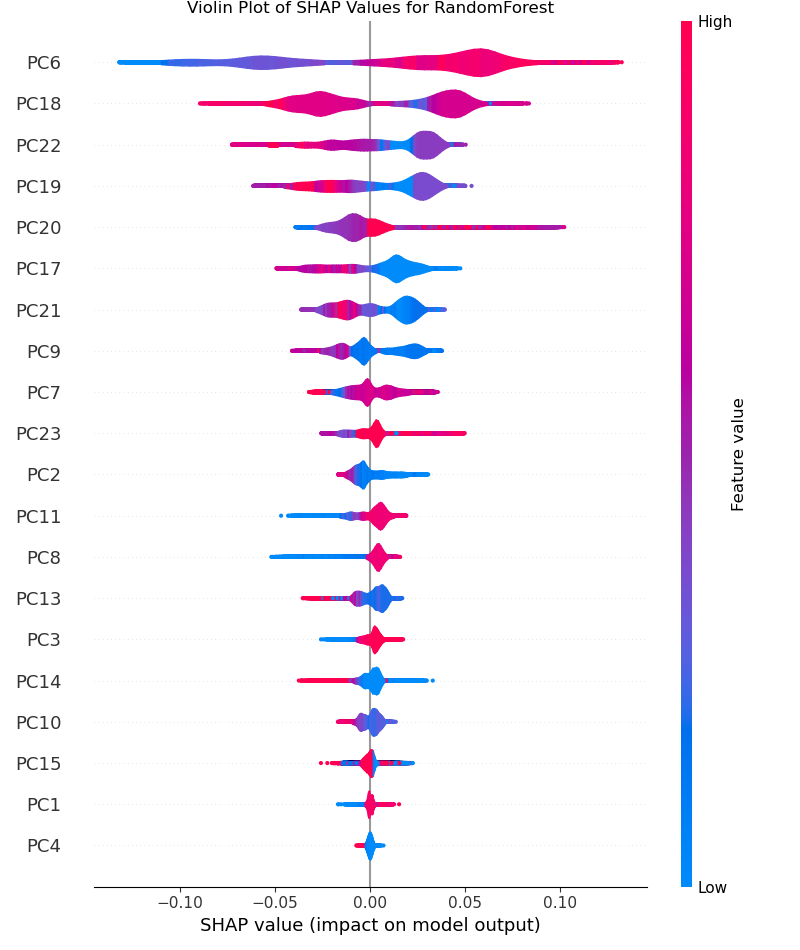 Violin Plot of SHAP Values for RandomForest
High
PC6
PC18
PC22
PC19
PC20
PC17
PC21
PC9
PC7
PC23
PC2
PC11
PC8
PC13
PC3
PC14
PC10
PC15
PC1
PC4
Feature value
Low
−0.10 −0.05 0.00 0.05 0.10
SHAP value (impact on model output)